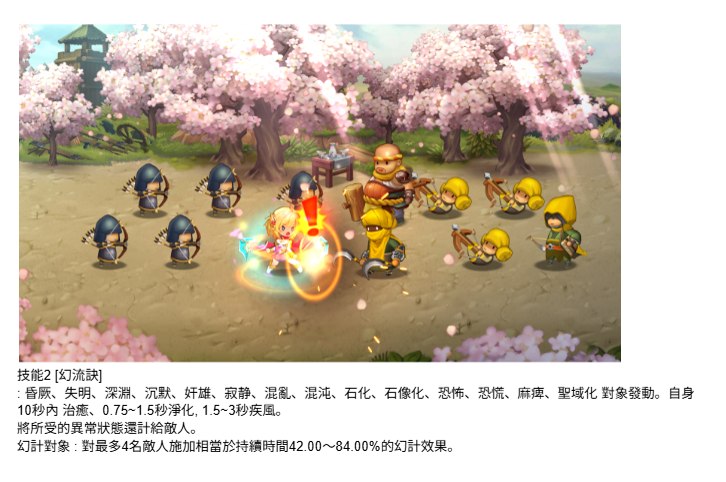 技能2 [幻流訣]
: 昏厥、失明、深淵、沉默、奸雄、寂静、混亂、混沌、石化、石像化、恐怖、恐慌、麻痺、聖域化 對象發動。自身
10秒內 治癒、0.75~1.5秒淨化, 1.5~3秒疾風。
將所受的異常狀態還計給敵人。
幻計對象 : 對最多4名敵人施加相當於持續時間42.00～84.00%的幻計效果。